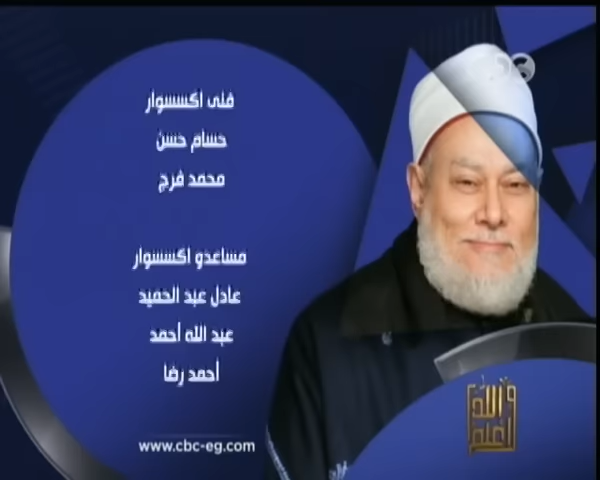 فنى اكسسوار
حسام حسن
محمد فرج
مساعدو اكسسوار
عادل عبد الحميد
عبد الله أحمد
أحمد رضا
www.cbc-eg.com
والله أعلم